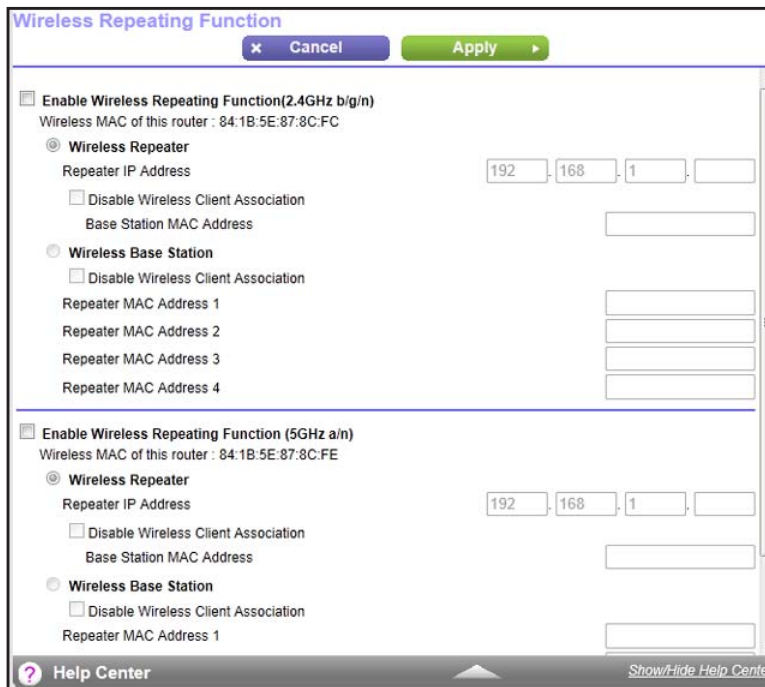 Wireless Repeating Function
× Cancel Apply
Enable Wireless Repeating Function(2.4GHz b/g/n)
Wireless MAC of this router : 84:1B:5E:87:8C:FC
Wireless Repeater
Repeater IP Address 192 . 168 . 1 .
Disable Wireless Client Association
Base Station MAC Address
Wireless Base Station
Disable Wireless Client Association
Repeater MAC Address 1
Repeater MAC Address 2
Repeater MAC Address 3
Repeater MAC Address 4
Enable Wireless Repeating Function (5GHz a/n)
Wireless MAC of this router : 84:1B:5E:87:8C:FE
Wireless Repeater
Repeater IP Address 192 . 168 . 1 .
Disable Wireless Client Association
Base Station MAC Address
Wireless Base Station
Disable Wireless Client Association
Repeater MAC Address 1
? Help Center Show/Hide Help Cente